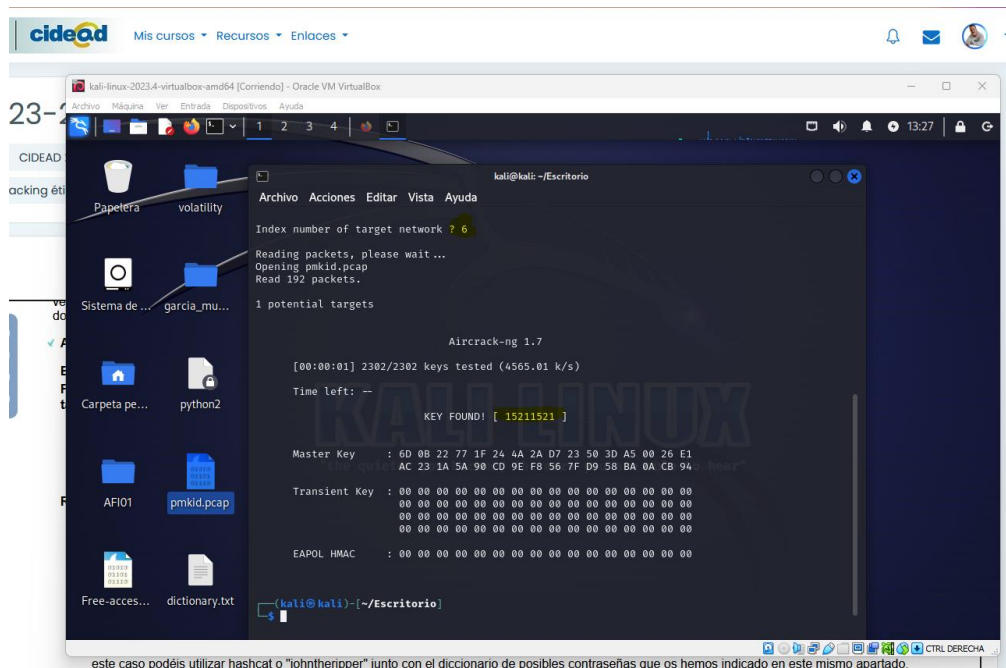 cidead Mis cursos Recursos Enlaces
kali-linux-2023.4-virtualbox-amd64 [Corriendo] - Oracle VM VirtualBox
Archivo Máquina Ver Entrada Dispositivos Ayuda
23-2
1 2 3 4
13:27
CIDEAD
acking éti
Papelera
volatility
Sistema de ...
garcia_mu...
Carpeta pe...
python2
AFI01
pmkid.pcap
Free-acces...
dictionary.txt
kali@kali: ~/Escritorio
Archivo Acciones Editar Vista Ayuda
Index number of target network ? 6
Reading packets, please wait...
Opening pmkid.pcap
Read 192 packets.
1 potential targets
Aircrack-ng 1.7
[00:00:01] 2302/2302 keys tested (4565.01 k/s)
Time left: --
KEY FOUND! [ 15211521 ]
KALI LINUX
Master Key : 6D 0B 22 77 1F 24 4A 2A D7 23 50 3D A5 00 26 E1
AC 23 1A 5A 90 CD 9E F8 56 7F D9 58 BA 0A CB 94
Transient Key : 00 00 00 00 00 00 00 00 00 00 00 00 00 00 00 00
00 00 00 00 00 00 00 00 00 00 00 00 00 00 00 00
00 00 00 00 00 00 00 00 00 00 00 00 00 00 00 00
00 00 00 00 00 00 00 00 00 00 00 00 00 00 00 00
EAPOL HMAC : 00 00 00 00 00 00 00 00 00 00 00 00 00 00 00 00
(kali㉿kali)-[~/Escritorio]
$
CTRL DERECHA
este caso podéis utilizar hashcat o "johntheripper" junto con el diccionario de posibles contraseñas que os hemos indicado en este mismo apartado.